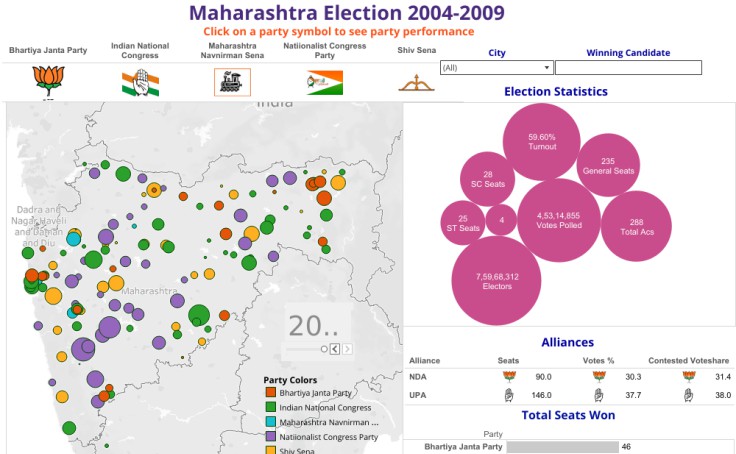 Maharashtra Election 2004-2009
Click on a party symbol to see party performance
Bhartiya Janta Party
Indian National
Congress
Maharashtra
Navnirman Sena
Natiionalist Congress
Party
Shiv Sena
City
Winning Candidate
(All)
India
Dadra and
Nagar Haveli
and Daman
and Diu
Maharashtra
20..
Party Colors
Bhartiya Janta Party
Indian National Congress
Maharashtra Navnirman ...
Natiionalist Congress Party
Shiv Sena
Election Statistics
59.60%
Turnout
28
SC Seats
235
General Seats
25
ST Seats
4
4,53,14,855
Votes Polled
288
Total Acs
7,59,68,312
Electors
Alliances
Alliance Seats Votes % Contested Voteshare
NDA 90.0 30.3 31.4
UPA 146.0 37.7 38.0
Total Seats Won
Party
Bhartiya Janta Party 46